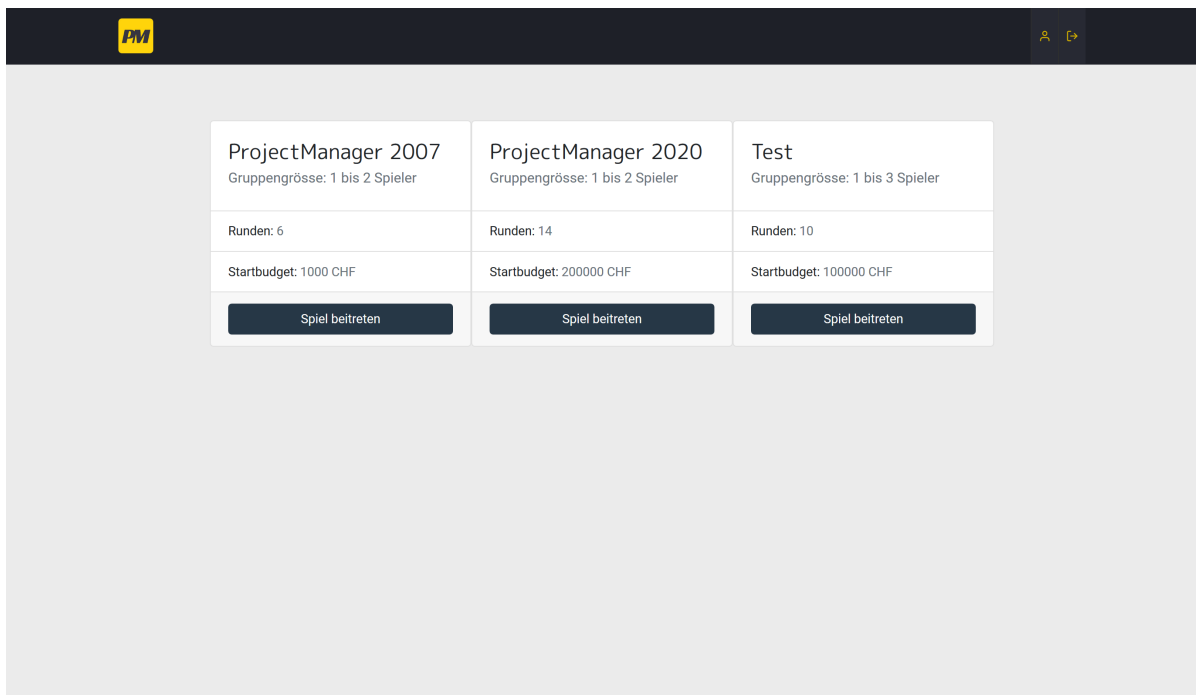 PM
ProjectManager 2007
Gruppengrösse: 1 bis 2 Spieler
Runden: 6
Startbudget: 1000 CHF
Spiel beitreten
ProjectManager 2020
Gruppengrösse: 1 bis 2 Spieler
Runden: 14
Startbudget: 200000 CHF
Spiel beitreten
Test
Gruppengrösse: 1 bis 3 Spieler
Runden: 10
Startbudget: 100000 CHF
Spiel beitreten